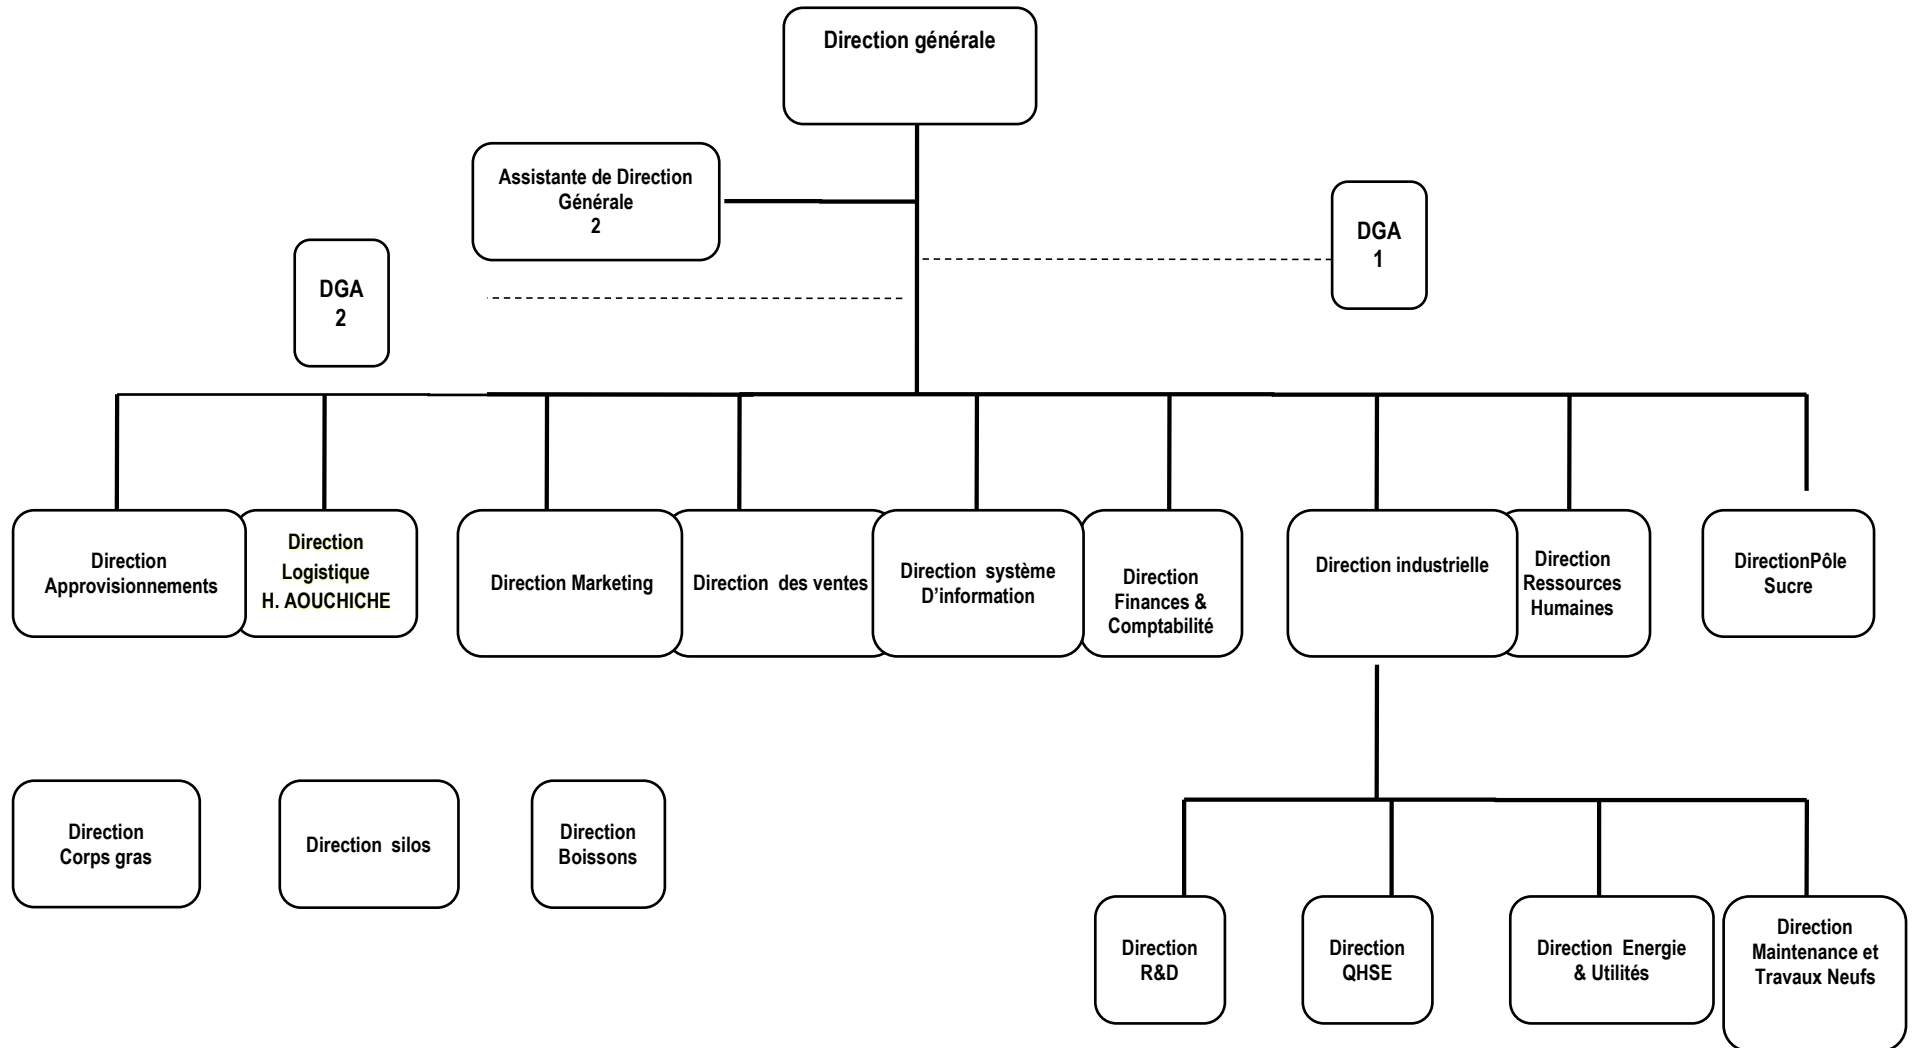 Direction générale
Assistante de Direction
Générale
2
DGA
1
DGA
2
Direction
Approvisionnements
Direction
Logistique
H. AOUCHICHE
Direction Marketing
Direction  des ventes
Direction  système
D’information
Direction
Finances &
Comptabilité
Direction industrielle
Direction
Ressources
Humaines
DirectionPôle
Sucre
Direction
Corps gras
Direction  silos
Direction
Boissons
Direction
R&D
Direction
QHSE
Direction  Energie
& Utilités
Direction
Maintenance et
Travaux Neufs